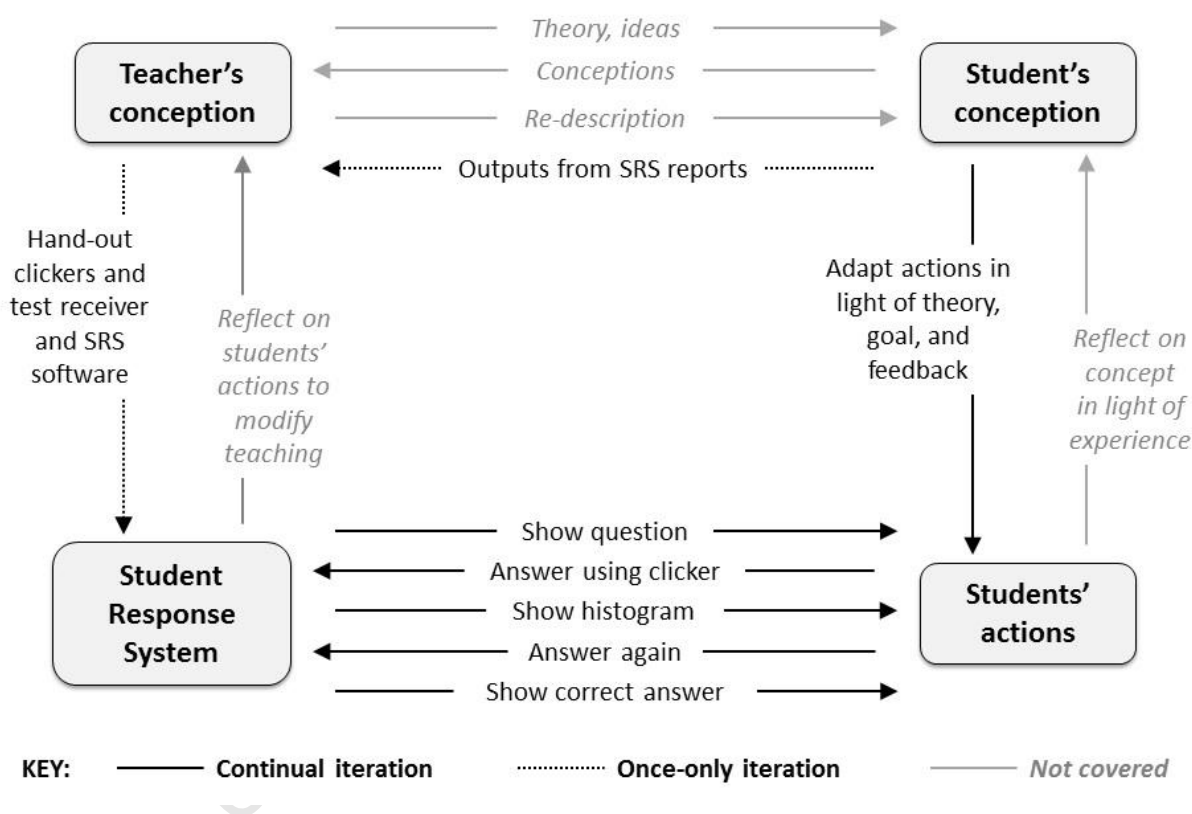 Theory, ideas
Teacher's
conception
Conceptions
Student's
conception
Re-description
Outputs from SRS reports
Hand-out
clickers and
test receiver
and SRS
software
Reflect on
students'
actions to
modify
teaching
Adapt actions in
light of theory,
goal, and
feedback
Reflect on
concept
in light of
experience
Show question
Answer using clicker
Show histogram
Answer again
Show correct answer
Student
Response
System
Students'
actions
KEY: Continual iteration Once-only iteration Not covered